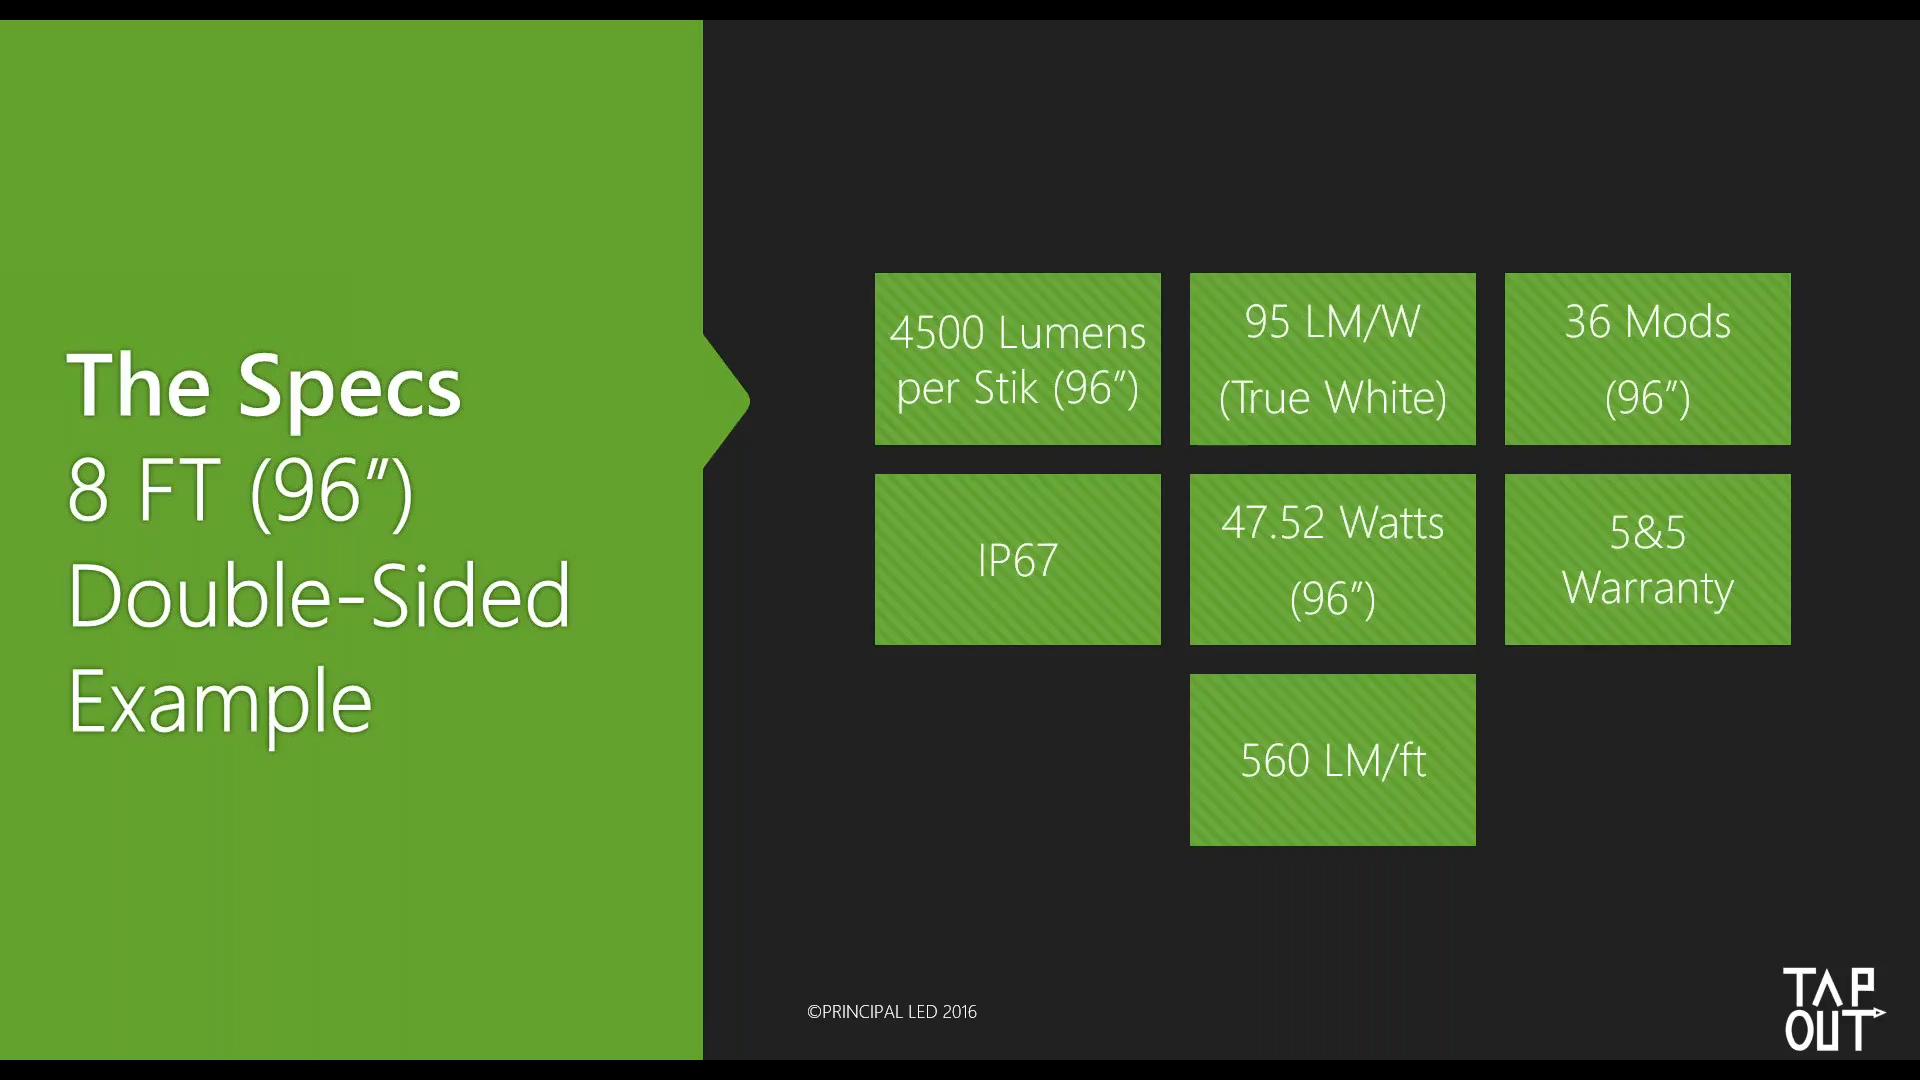 The Specs
8 FT (96”)
Double-Sided
Example
4500 Lumens
per Stik (96”)
95 LM/W
(True White)
36 Mods
(96”)
IP67
47.52 Watts
(96”)
5&5
Warranty
560 LM/ft
©PRINCIPAL LED 2016
TAP
OUT